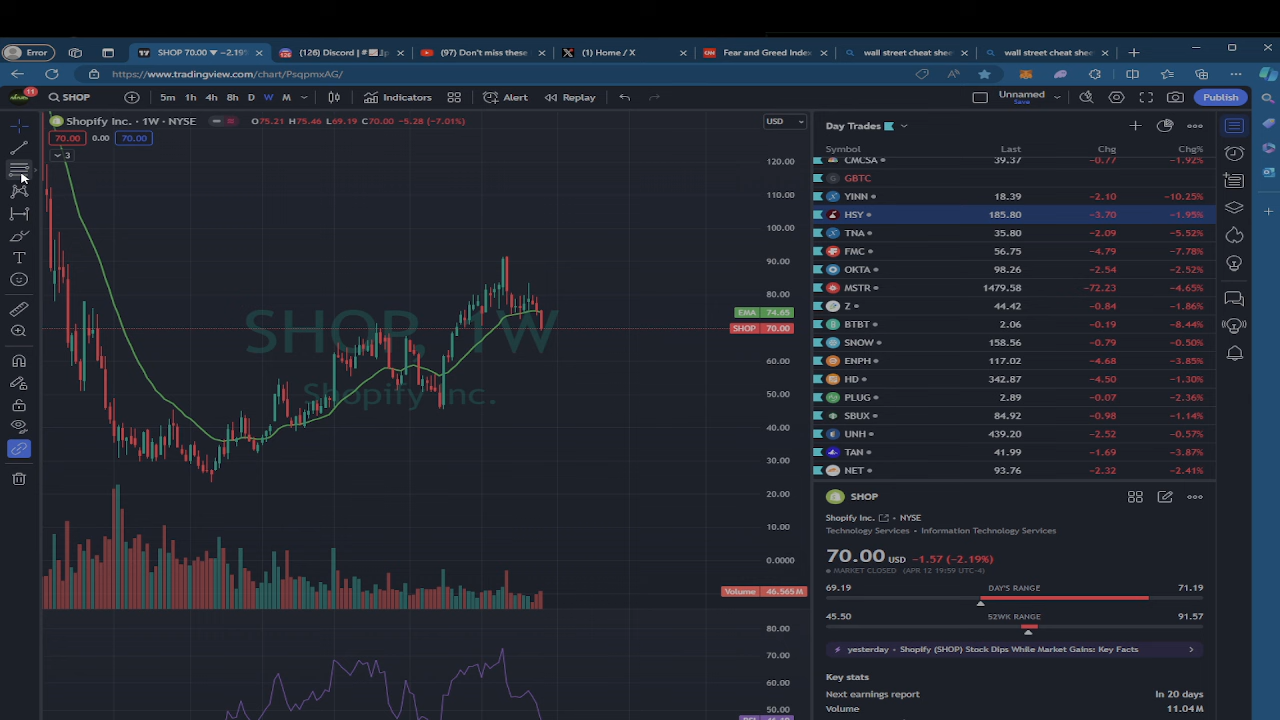 Error
SHOP 70.00 ▼ −2.19%
(126) Discord | #
(97) Don't miss these
(1) Home / X
Fear and Greed Index
wall street cheat shee
wall street cheat shee
https://www.tradingview.com/chart/PsqpmxAG/
11
SHOP
5m 1h 4h 8h D W M
Indicators
Alert
Replay
Unnamed
Save
Publish
Shopify Inc. · 1W · NYSE
O75.21 H75.46 L69.19 C70.00 −5.28 (−7.01%)
USD
70.00 0.00 70.00
3
120.00
110.00
100.00
90.00
80.00
EMA 74.65
SHOP 70.00
60.00
50.00
40.00
30.00
20.00
10.00
0.0000
Volume 46.565M
80.00
70.00
60.00
50.00
SHOP, 1W
Shopify Inc.
Day Trades
Symbol Last Chg Chg%
CMCSA 39.37 −0.77 −1.92%
GBTC
YINN 18.39 −2.10 −10.25%
HSY 185.80 −3.70 −1.95%
TNA 35.80 −2.09 −5.52%
FMC 56.75 −4.79 −7.78%
OKTA 98.26 −2.54 −2.52%
MSTR 1479.58 −72.23 −4.65%
Z 44.42 −0.84 −1.86%
BTBT 2.06 −0.19 −8.44%
SNOW 158.56 −0.79 −0.50%
ENPH 117.02 −4.68 −3.85%
HD 342.87 −4.50 −1.30%
PLUG 2.89 −0.07 −2.36%
SBUX 84.92 −0.98 −1.14%
UNH 439.20 −2.52 −0.57%
TAN 41.99 −1.69 −3.87%
NET 93.76 −2.32 −2.41%
SHOP
Shopify Inc. · NYSE
Technology Services · Information Technology Services
70.00 USD −1.57 (−2.19%)
MARKET CLOSED (APR 12 19:59 UTC-4)
69.19 DAY'S RANGE 71.19
45.50 52WK RANGE 91.57
yesterday · Shopify (SHOP) Stock Dips While Market Gains: Key Facts
Key stats
Next earnings report In 20 days
Volume 11.04M